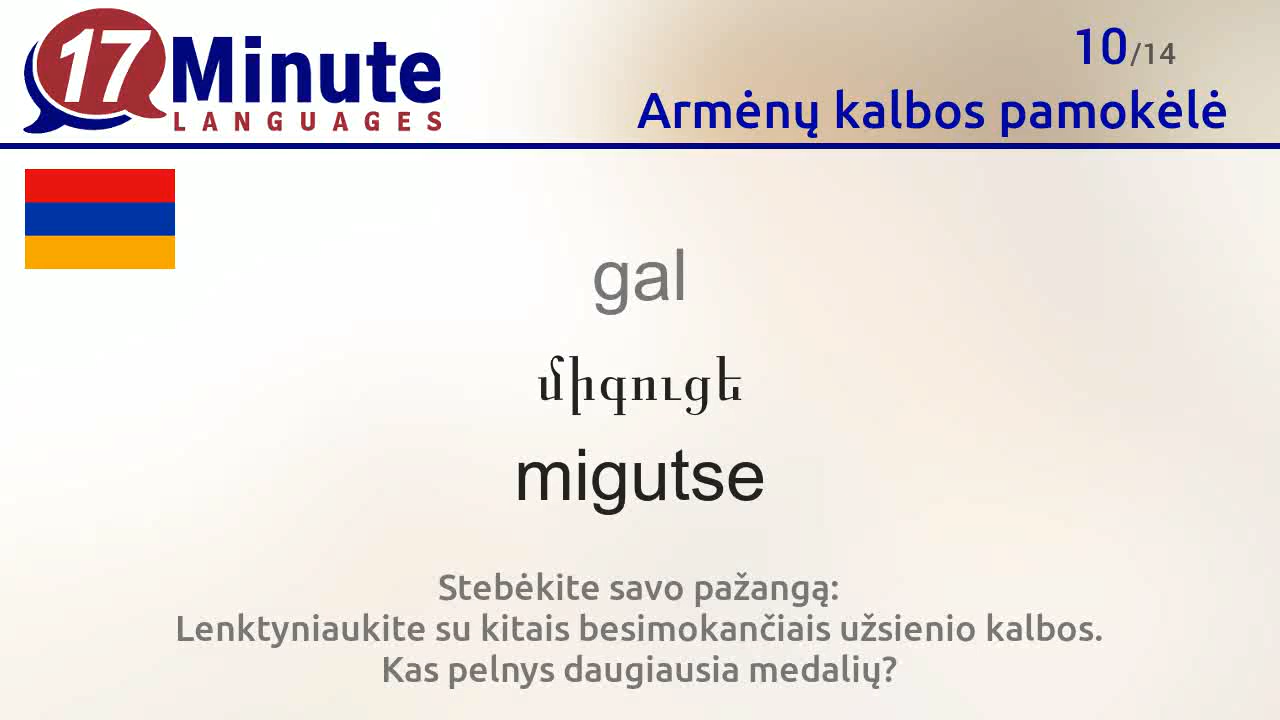 17 Minute
LANGUAGES
10/14
Armėnų kalbos pamokėlė
gal
միգուցե
migutse
Stebėkite savo pažangą:
Lenktyniaukite su kitais besimokančiais užsienio kalbos.
Kas pelnys daugiausia medalių?